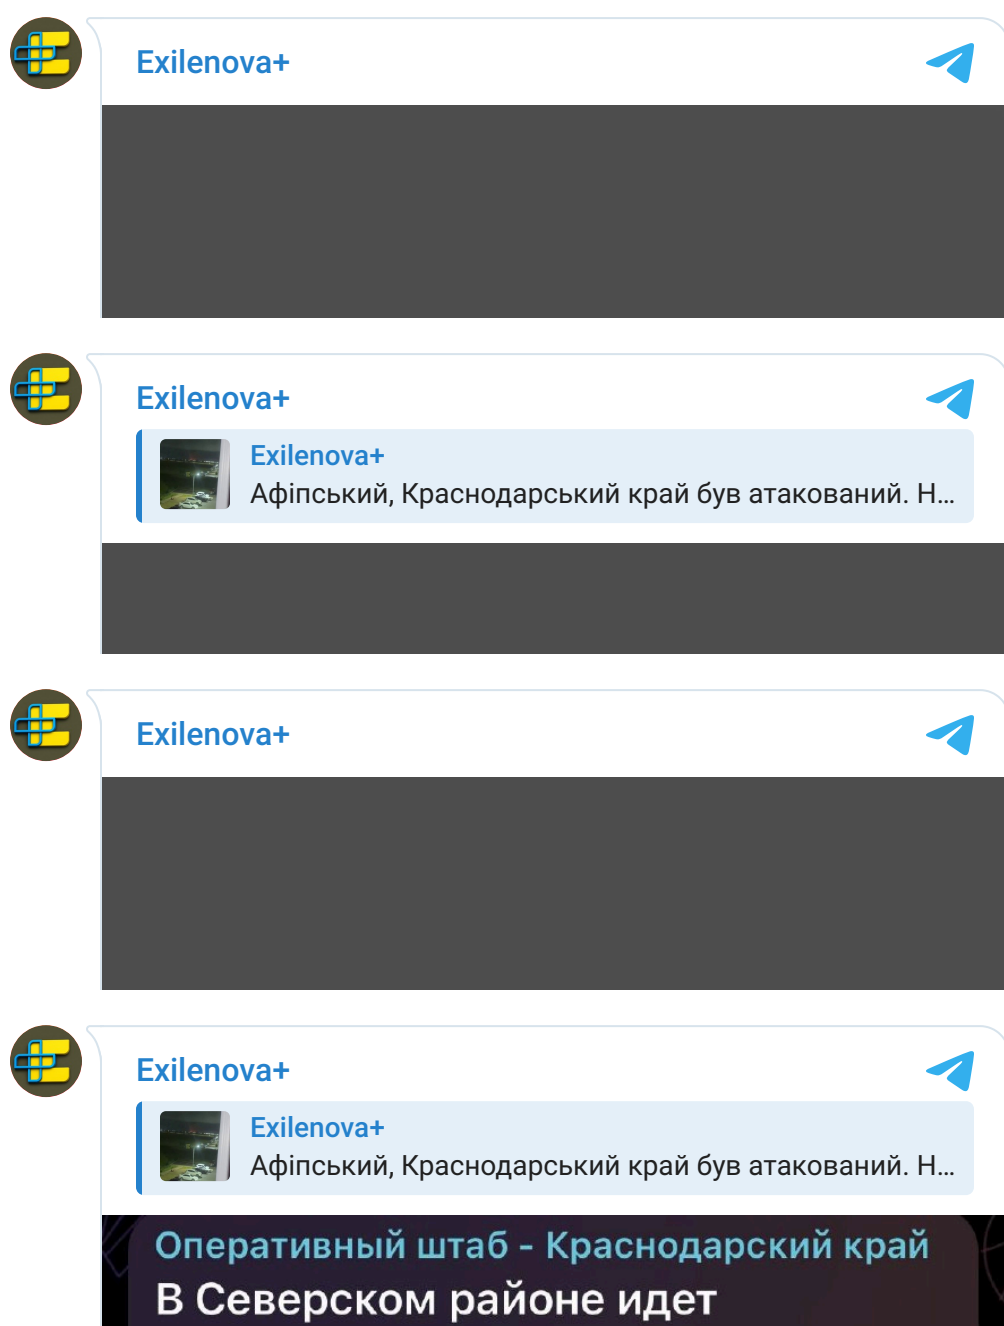 Exilenova+
Exilenova+
Exilenova+
Афіпський, Краснодарський край був атакований. Н…
Exilenova+
Exilenova+
Exilenova+
Афіпський, Краснодарський край був атакований. Н…
Оперативный штаб - Краснодарский край
В Северском районе идет